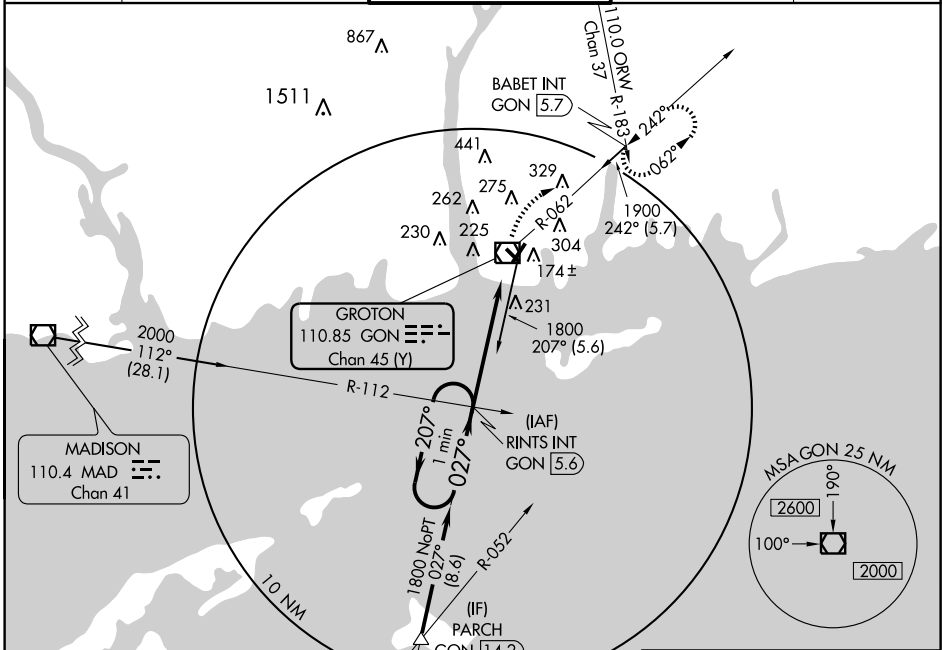 867
1511
110.0 ORW
Chan 37
R-183
BABET INT
GON 5.7
242°
062°
441
275
329
262
R-062
1900
242° (5.7)
230
225
304
174±
GROTON
110.85 GON
Chan 45 (Y)
231
1800
207° (5.6)
2000
112°
(28.1)
R-112
(IAF)
RINTS INT
GON 5.6
207°
1 min
027°
MADISON
110.4 MAD
Chan 41
MSA GON 25 NM
190°
2600
100°
2000
1800 NoPT
027°
(8.6)
R-052
10 NM
(IF)
PARCH
GON 14.2